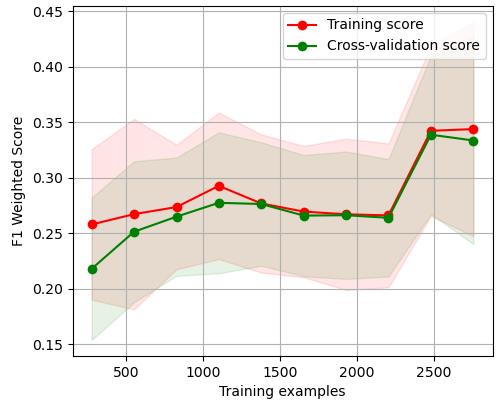 Training score
Cross-validation score
F1 Weighted Score
0.45
0.40
0.35
0.30
0.25
0.20
0.15
500 1000 1500 2000 2500
Training examples